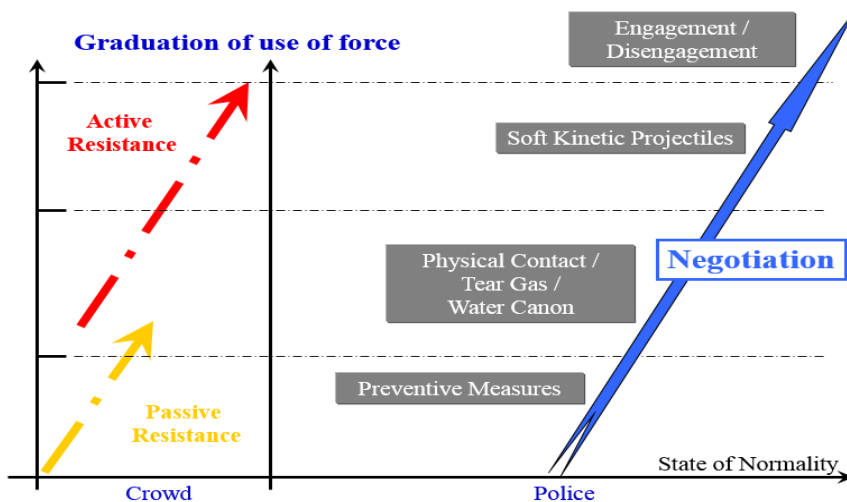 Graduation of use of force
Engagement /
Disengagement
Active
Resistance
Soft Kinetic Projectiles
Physical Contact /
Tear Gas /
Water Canon
Negotiation
Preventive Measures
Passive
Resistance
State of Normality
Crowd
Police